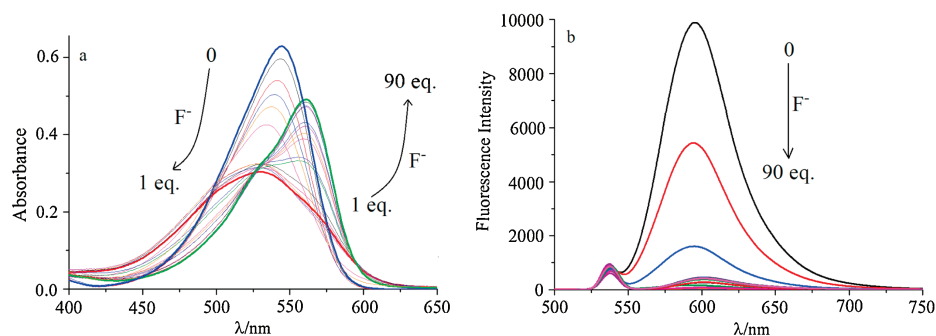 a
0
F-
1 eq.
90 eq.
F-
1 eq.
0.6
0.4
0.2
0.0
Absorbance
400 450 500 550 600 650
λ/nm
b
0
F-
90 eq.
10000
8000
6000
4000
2000
0
Fluorescence Intensity
500 550 600 650 700 750
λ/nm